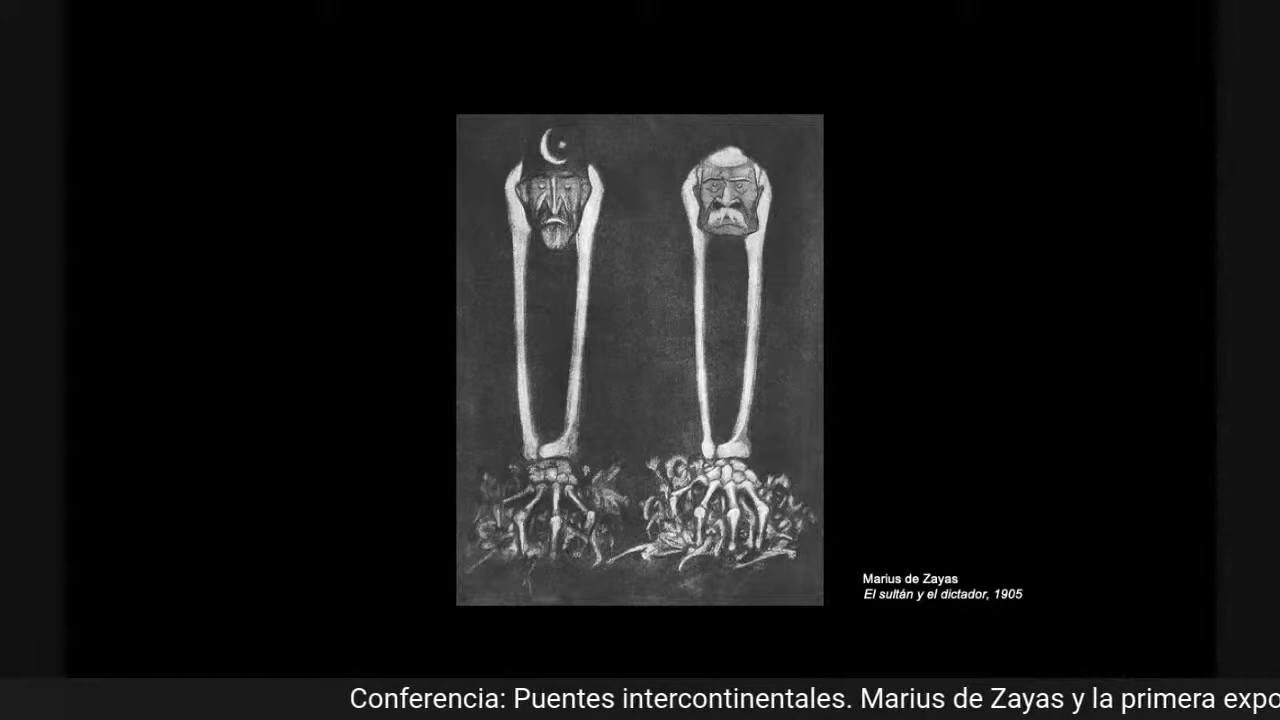 Marius de Zayas
El sultán y el dictador, 1905
Conferencia: Puentes intercontinentales. Marius de Zayas y la primera expo